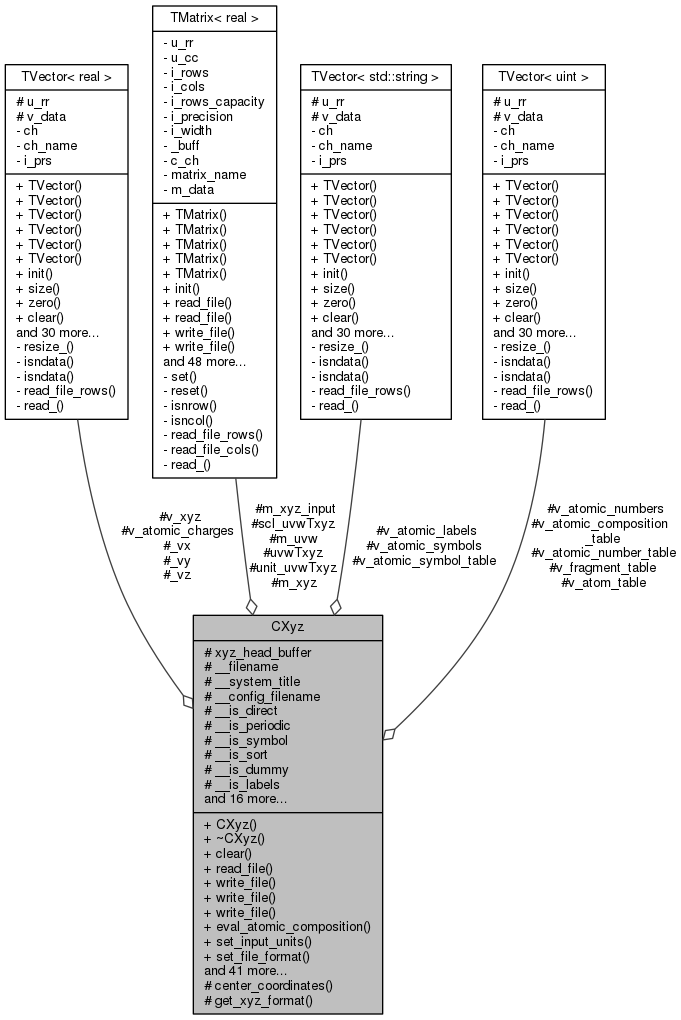 TMatrix< real >
- u_rr
- u_cc
- i_rows
- i_cols
- i_rows_capacity
- i_precision
- i_width
- _buff
- c_ch
- matrix_name
- m_data
+ TMatrix()
+ TMatrix()
+ TMatrix()
+ TMatrix()
+ TMatrix()
+ init()
+ read_file()
+ read_file()
+ write_file()
+ write_file()
and 48 more...
- set()
- reset()
- isnrow()
- isncol()
- read_file_rows()
- read_file_cols()
- read_()
TVector< real >
# u_rr
# v_data
- ch
- ch_name
- i_prs
+ TVector()
+ TVector()
+ TVector()
+ TVector()
+ TVector()
+ TVector()
+ init()
+ size()
+ zero()
+ clear()
and 30 more...
- resize_()
- isndata()
- isndata()
- read_file_rows()
- read_()
TVector< std::string >
# u_rr
# v_data
- ch
- ch_name
- i_prs
+ TVector()
+ TVector()
+ TVector()
+ TVector()
+ TVector()
+ TVector()
+ init()
+ size()
+ zero()
+ clear()
and 30 more...
- resize_()
- isndata()
- isndata()
- read_file_rows()
- read_()
TVector< uint >
# u_rr
# v_data
- ch
- ch_name
- i_prs
+ TVector()
+ TVector()
+ TVector()
+ TVector()
+ TVector()
+ TVector()
+ init()
+ size()
+ zero()
+ clear()
and 30 more...
- resize_()
- isndata()
- isndata()
- read_file_rows()
- read_()
#v_xyz
#v_atomic_charges
#_vx
#_vy
#_vz
#m_xyz_input
#scl_uvwTxyz
#m_uvw
#uvwTxyz
#unit_uvwTxyz
#m_xyz
#v_atomic_labels
#v_atomic_symbols
#v_atomic_symbol_table
#v_atomic_numbers
#v_atomic_composition
_table
#v_atomic_number_table
#v_fragment_table
#v_atom_table
CXyz
# xyz_head_buffer
# __filename
# __system_title
# __config_filename
# __is_direct
# __is_periodic
# __is_symbol
# __is_sort
# __is_dummy
# __is_labels
and 16 more...
+ CXyz()
+ ~CXyz()
+ clear()
+ read_file()
+ write_file()
+ write_file()
+ write_file()
+ eval_atomic_composition()
+ set_input_units()
+ set_file_format()
and 41 more...
# center_coordinates()
# get_xyz_format()